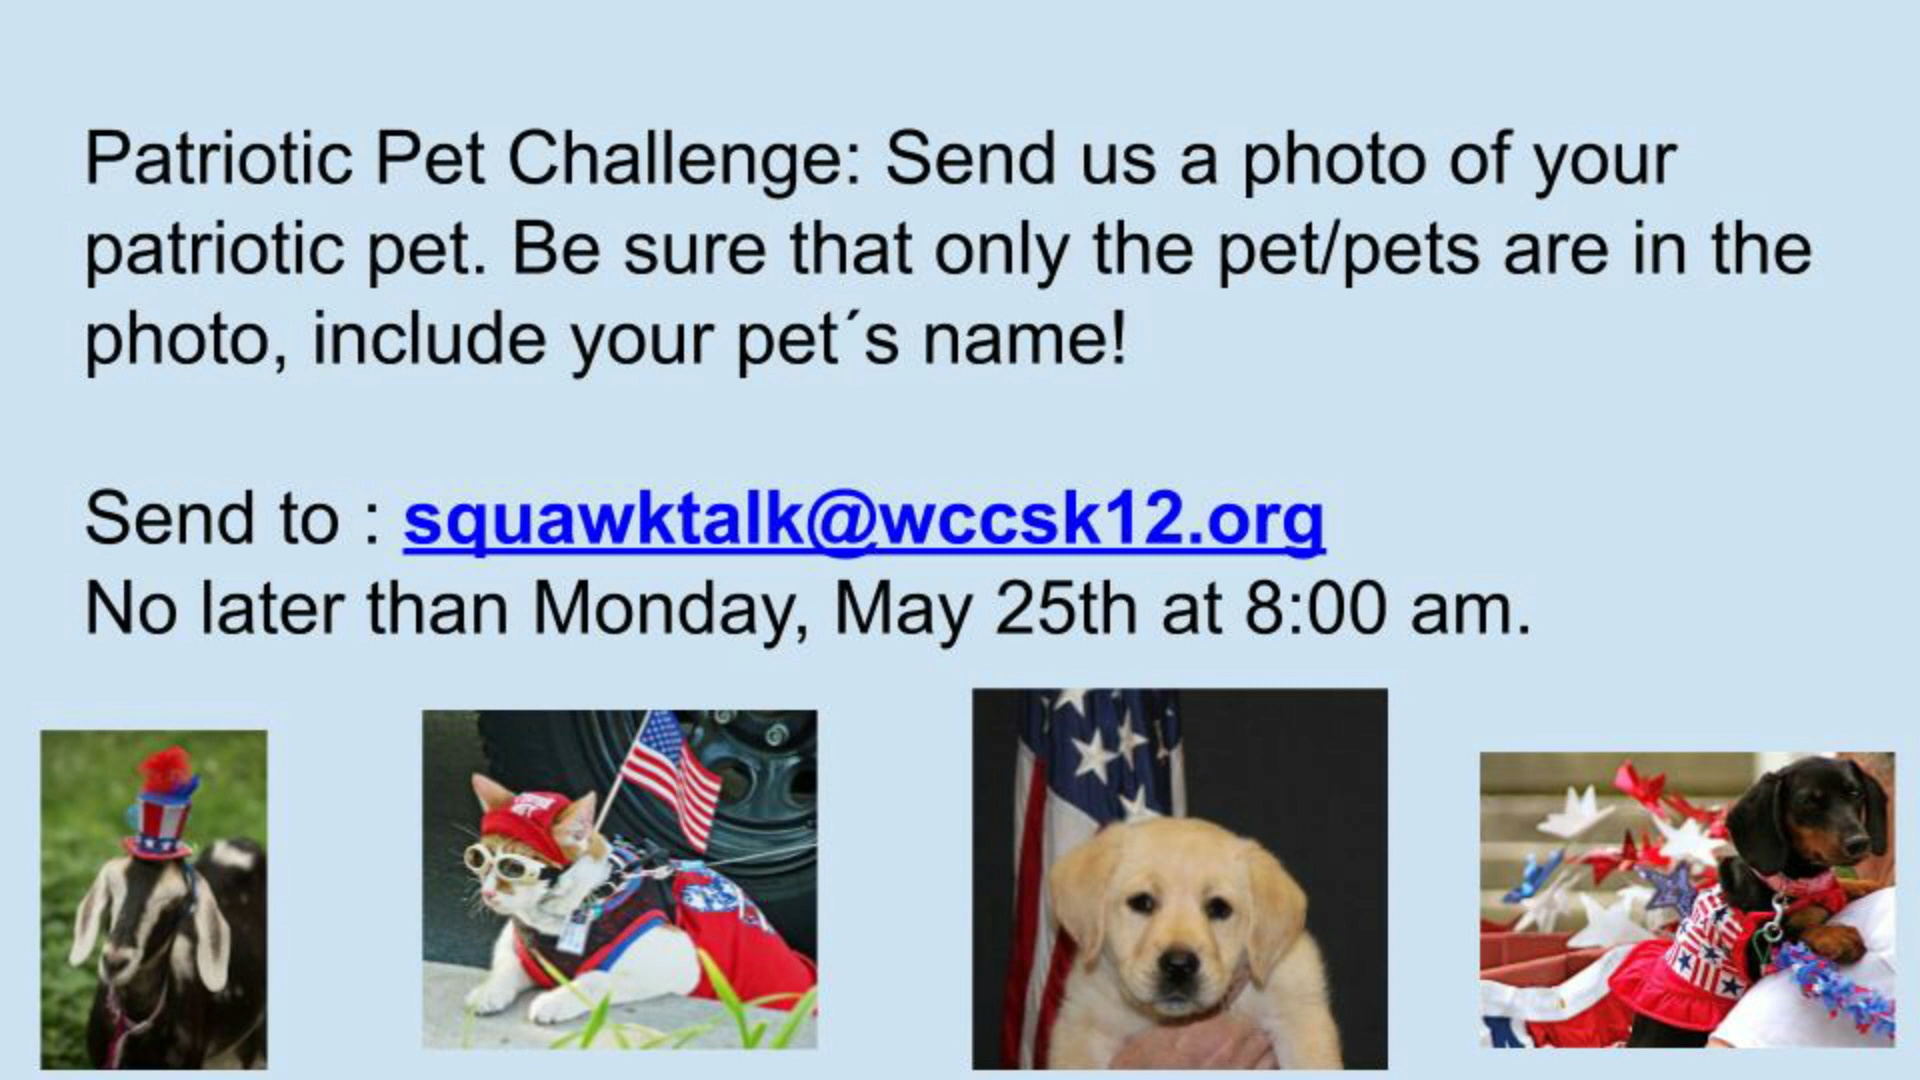 Patriotic Pet Challenge: Send us a photo of your
patriotic pet. Be sure that only the pet/pets are in the
photo, include your pet´s name!
Send to : squawktalk@wccsk12.org
No later than Monday, May 25th at 8:00 am.